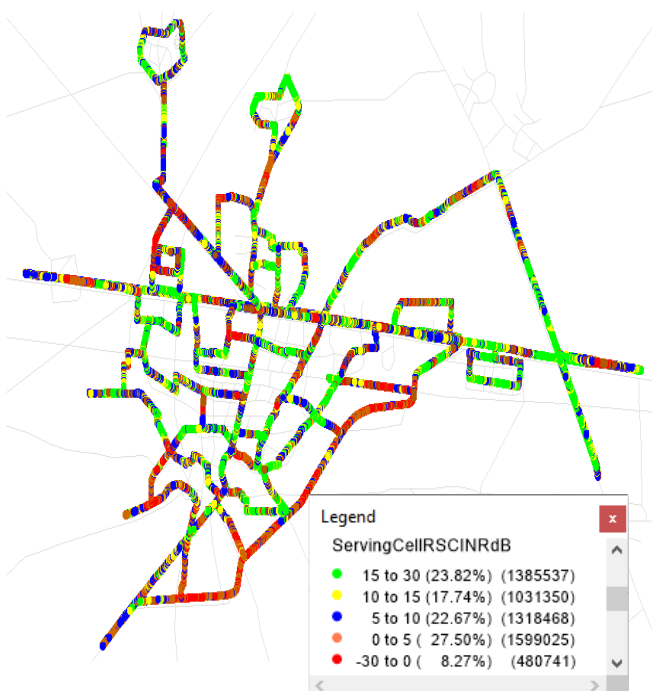 Legend x
ServingCellRSCINRdB
15 to 30 (23.82%) (1385537)
10 to 15 (17.74%) (1031350)
5 to 10 (22.67%) (1318468)
0 to 5 ( 27.50%) (1599025)
-30 to 0 ( 8.27%) (480741)